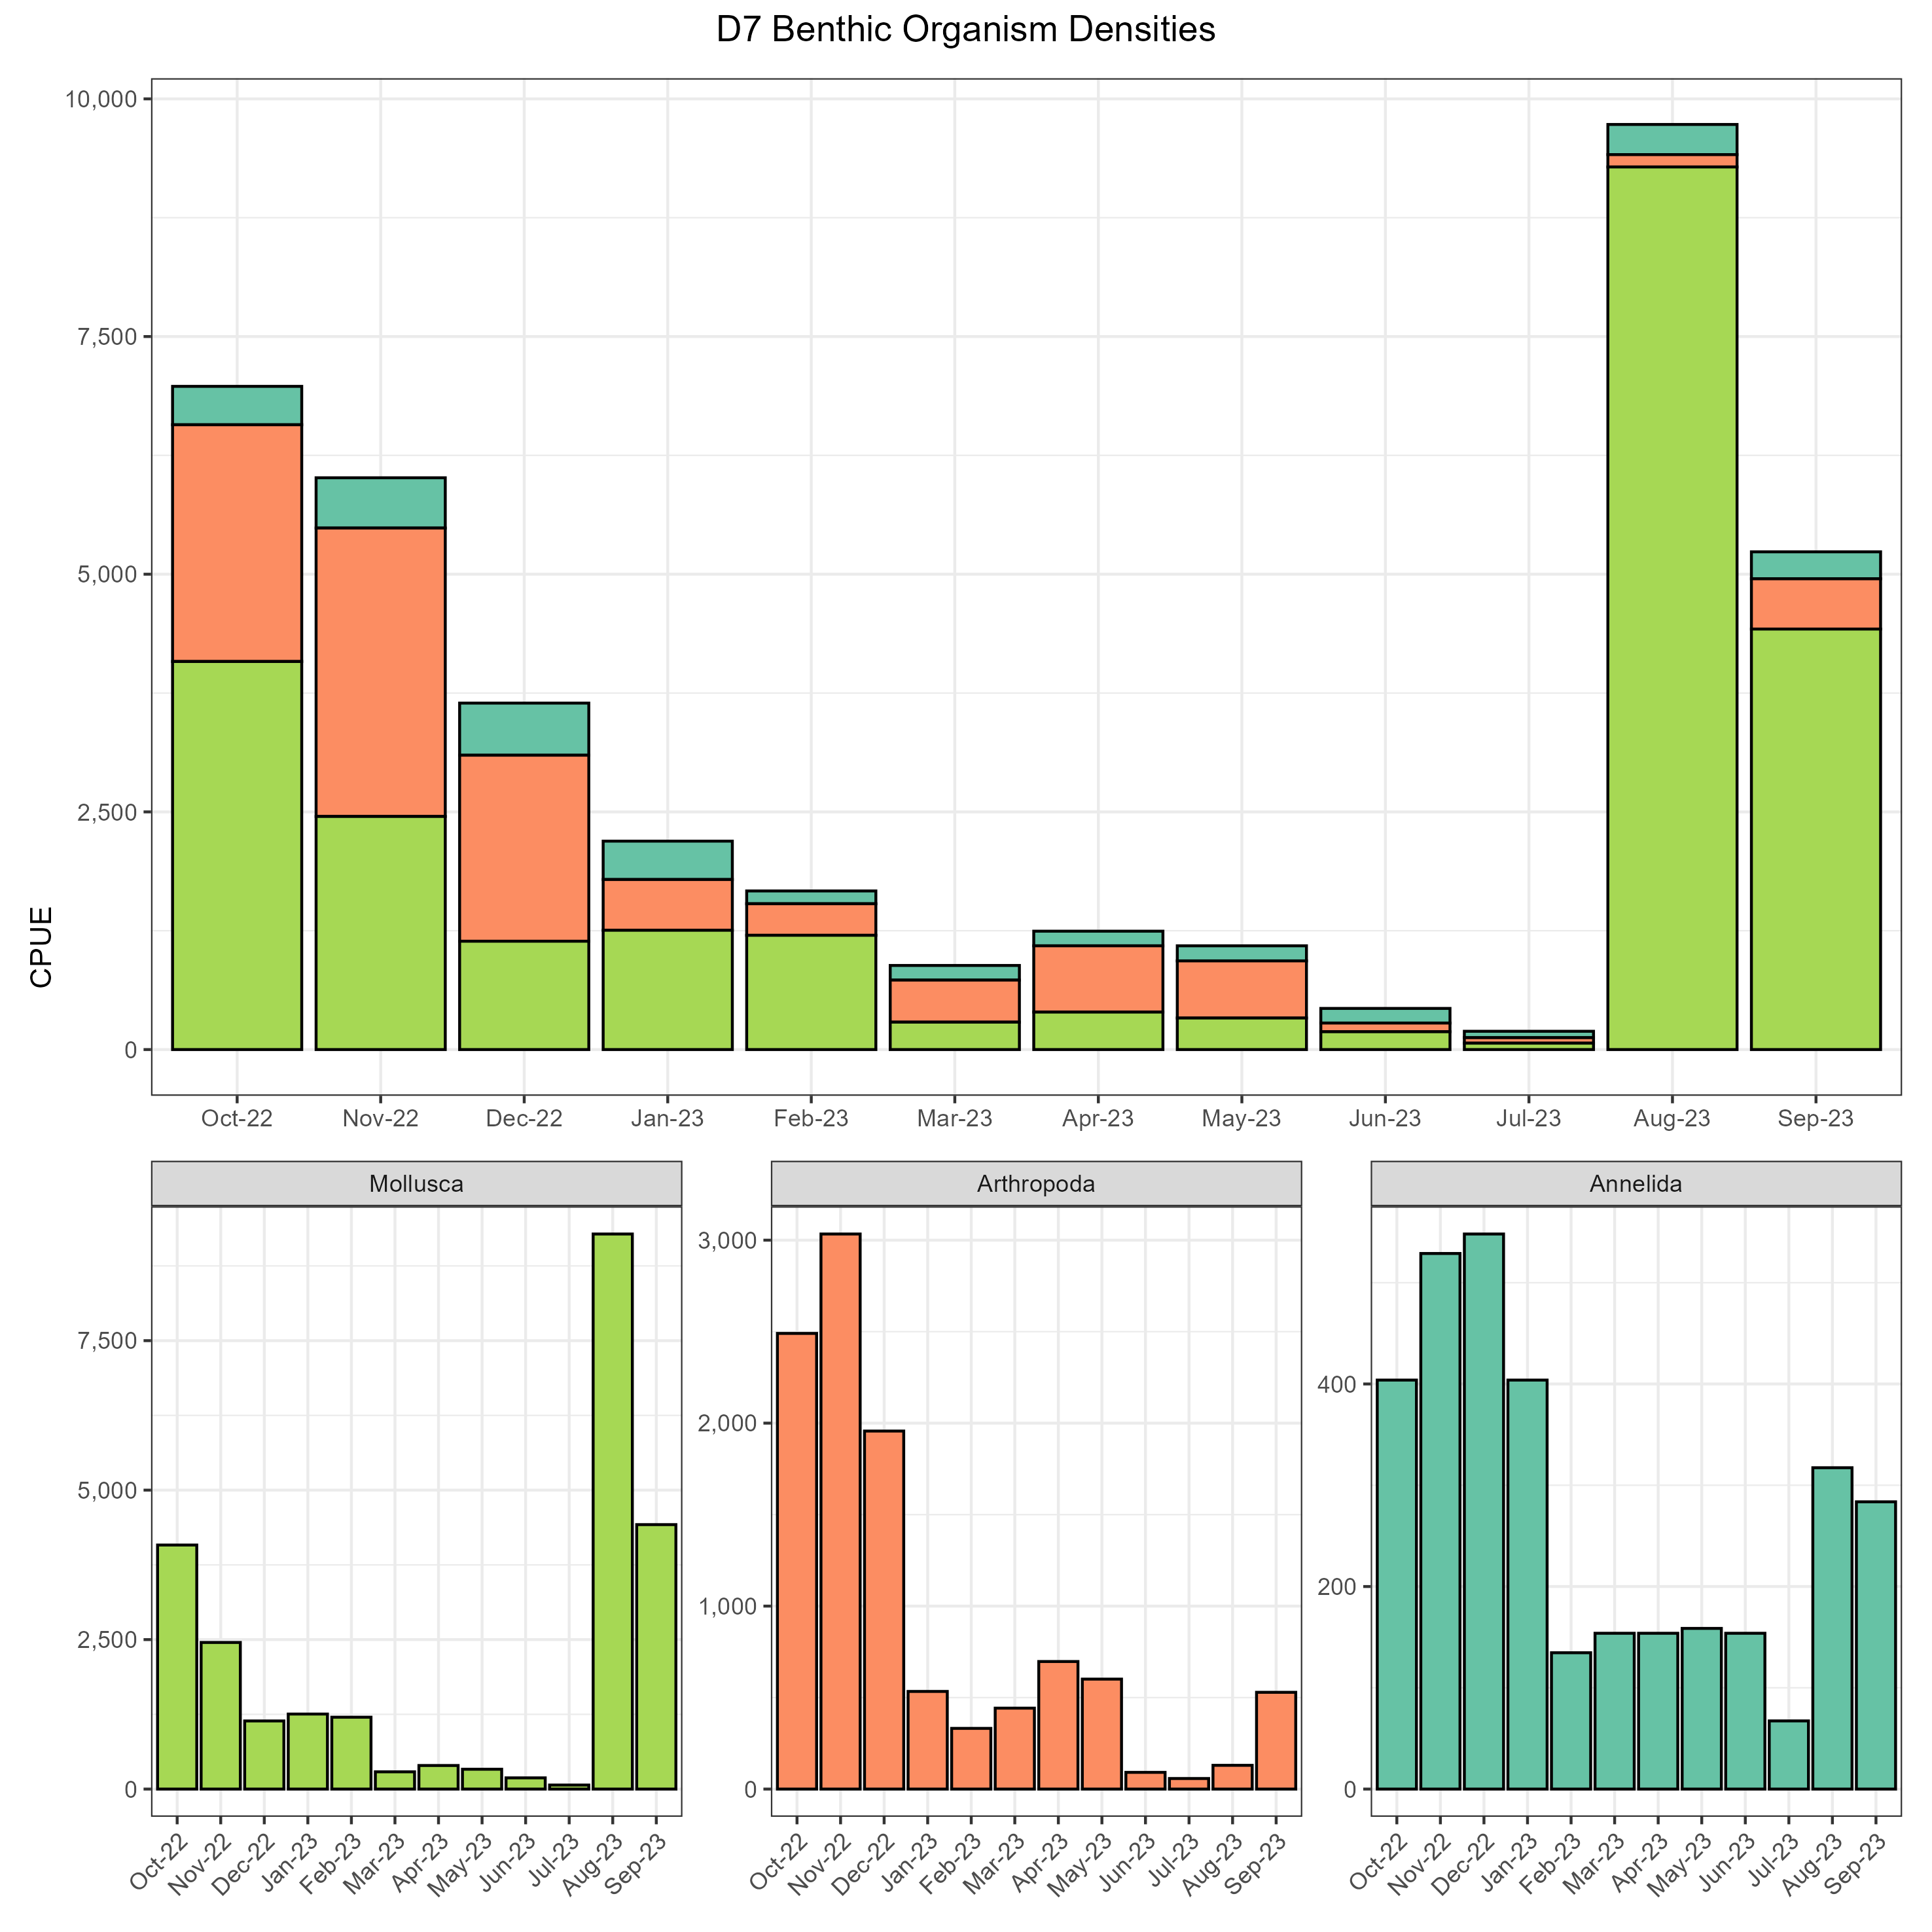 D7 Benthic Organism Densities
CPUE
10,000
7,500
5,000
2,500
0
Oct-22 Nov-22 Dec-22 Jan-23 Feb-23 Mar-23 Apr-23 May-23 Jun-23 Jul-23 Aug-23 Sep-23
Mollusca
7,500
5,000
2,500
0
Oct-22 Nov-22 Dec-22 Jan-23 Feb-23 Mar-23 Apr-23 May-23 Jun-23 Jul-23 Aug-23 Sep-23
Arthropoda
3,000
2,000
1,000
0
Oct-22 Nov-22 Dec-22 Jan-23 Feb-23 Mar-23 Apr-23 May-23 Jun-23 Jul-23 Aug-23 Sep-23
Annelida
400
200
0
Oct-22 Nov-22 Dec-22 Jan-23 Feb-23 Mar-23 Apr-23 May-23 Jun-23 Jul-23 Aug-23 Sep-23